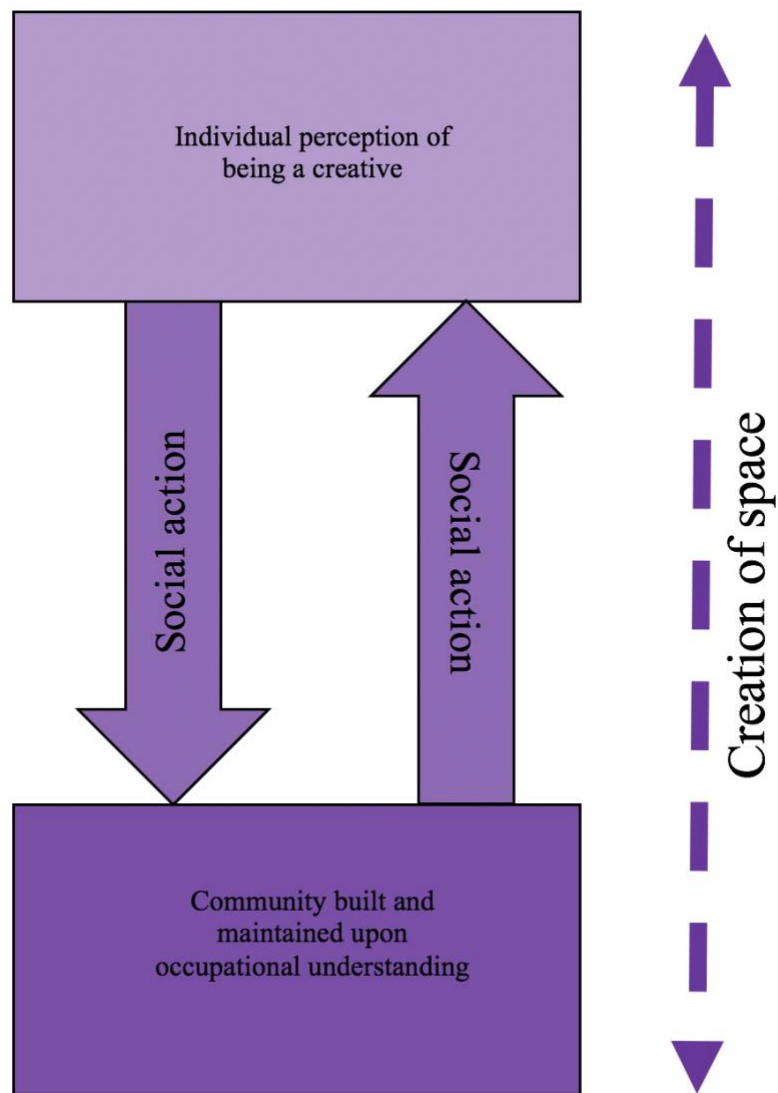 Individual perception of
being a creative
Social action
Social action
Creation of space
Community built and
maintained upon
occupational understanding